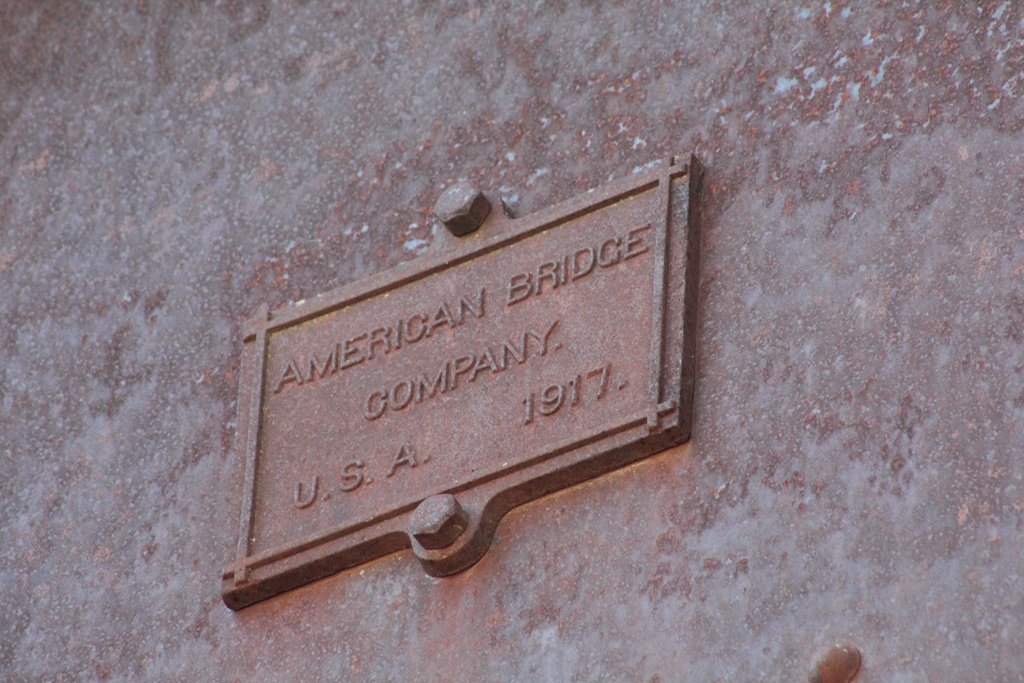 AMERICAN BRIDGE
COMPANY.
U.S.A. 1917.